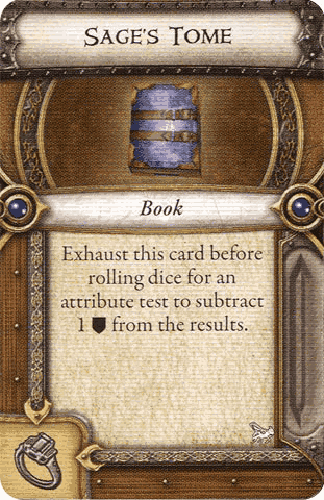 Sage's Tome
Book
Exhaust this card before
rolling dice for an
attribute test to subtract
1 from the results.